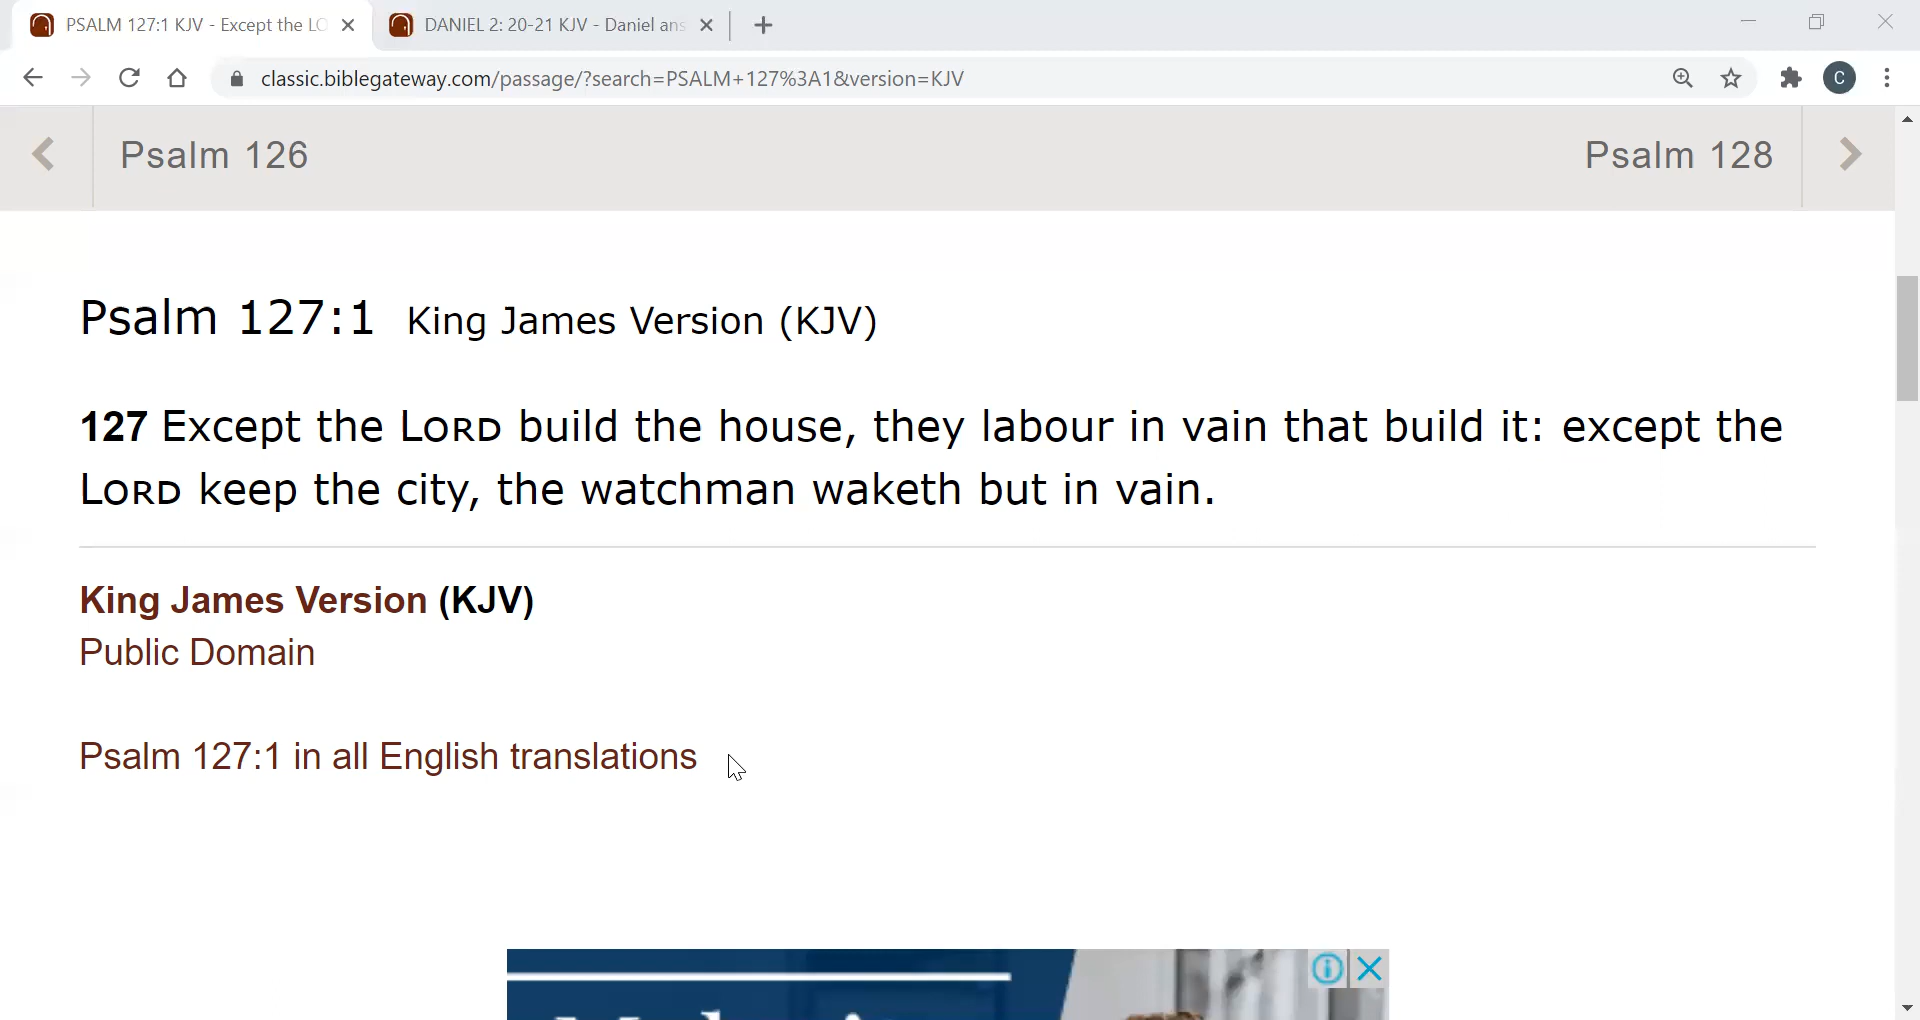 PSALM 127:1 KJV - Except the LO
DANIEL 2: 20-21 KJV - Daniel ans
classic.biblegateway.com/passage/?search=PSALM+127%3A1&version=KJV
C
Psalm 126
Psalm 128
Psalm 127:1 King James Version (KJV)
127 Except the LORD build the house, they labour in vain that build it: except the
LORD keep the city, the watchman waketh but in vain.
King James Version (KJV)
Public Domain
Psalm 127:1 in all English translations